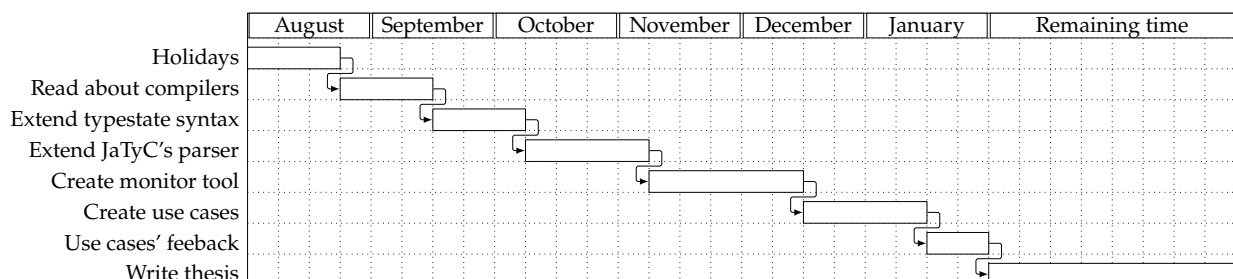 August September October November December January Remaining time
Holidays
Read about compilers
Extend typestate syntax
Extend JaTyC's parser
Create monitor tool
Create use cases
Use cases' feeback
Write thesis